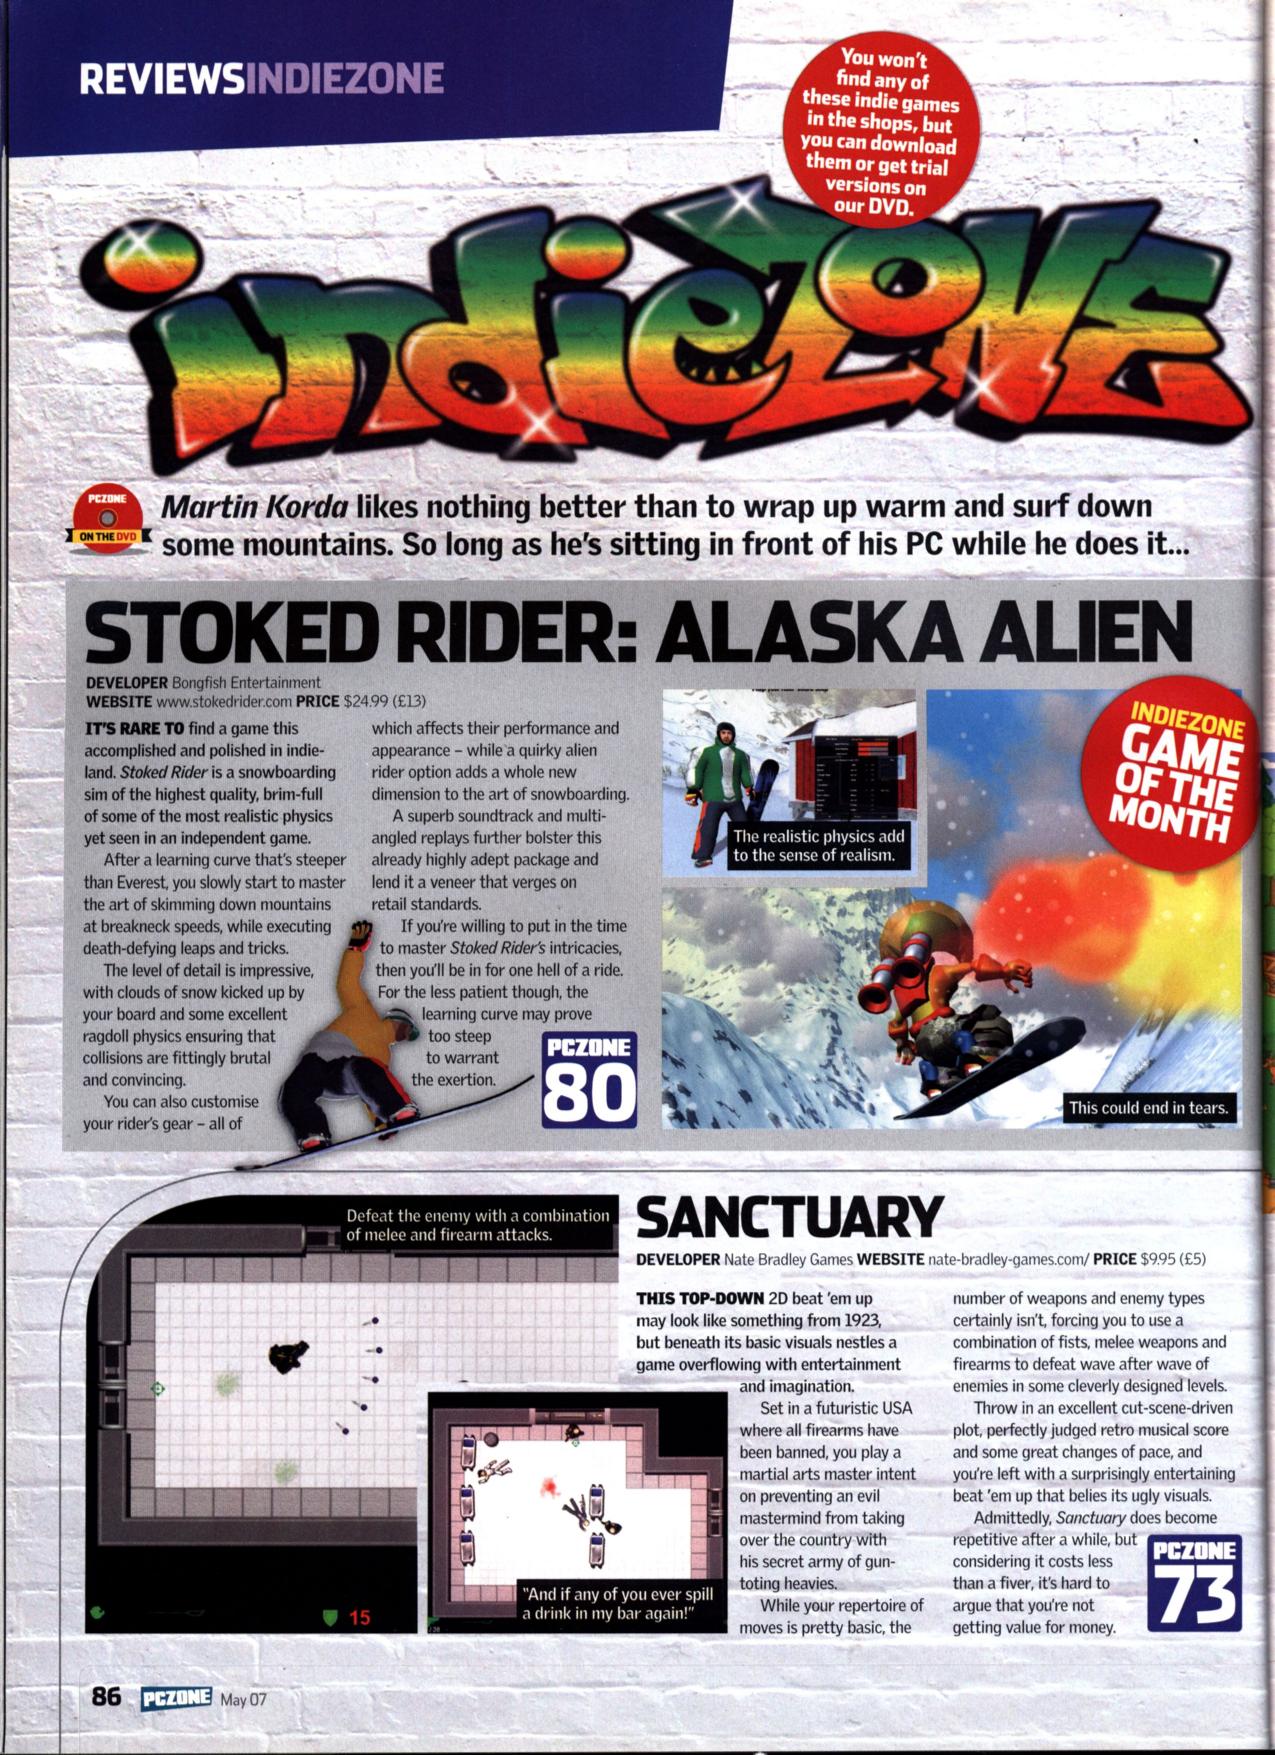 REVIEWSINDIEZONE
You won't
find any of
these indie games
in the shops, but
you can download
them or get trial
versions on
our DVD.
indiezone
PCZONE
ON THE DVD
Martin Korda likes nothing better than to wrap up warm and surf down
some mountains. So long as he's sitting in front of his PC while he does it...
STOKED RIDER: ALASKA ALIEN
DEVELOPER Bongfish Entertainment
WEBSITE www.stokedrider.com PRICE $24.99 (£13)
IT'S RARE TO find a game this
accomplished and polished in indie-
land. Stoked Rider is a snowboarding
sim of the highest quality, brim-full
of some of the most realistic physics
yet seen in an independent game.
After a learning curve that's steeper
than Everest, you slowly start to master
the art of skimming down mountains
at breakneck speeds, while executing
death-defying leaps and tricks.
The level of detail is impressive,
with clouds of snow kicked up by
your board and some excellent
ragdoll physics ensuring that
collisions are fittingly brutal
and convincing.
You can also customise
your rider's gear – all of
which affects their performance and
appearance – while a quirky alien
rider option adds a whole new
dimension to the art of snowboarding.
A superb soundtrack and multi-
angled replays further bolster this
already highly adept package and
lend it a veneer that verges on
retail standards.
If you're willing to put in the time
to master Stoked Rider's intricacies,
then you'll be in for one hell of a ride.
For the less patient though, the
learning curve may prove
too steep
to warrant
the exertion.
PCZONE
80
The realistic physics add
to the sense of realism.
INDIEZONE
GAME
OF THE
MONTH
This could end in tears.
Defeat the enemy with a combination
of melee and firearm attacks.
15
"And if any of you ever spill
a drink in my bar again!"
SANCTUARY
DEVELOPER Nate Bradley Games WEBSITE nate-bradley-games.com/ PRICE $9.95 (£5)
THIS TOP-DOWN 2D beat 'em up
may look like something from 1923,
but beneath its basic visuals nestles a
game overflowing with entertainment
and imagination.
Set in a futuristic USA
where all firearms have
been banned, you play a
martial arts master intent
on preventing an evil
mastermind from taking
over the country with
his secret army of gun-
toting heavies.
While your repertoire of
moves is pretty basic, the
number of weapons and enemy types
certainly isn't, forcing you to use a
combination of fists, melee weapons and
firearms to defeat wave after wave of
enemies in some cleverly designed levels.
Throw in an excellent cut-scene-driven
plot, perfectly judged retro musical score
and some great changes of pace, and
you're left with a surprisingly entertaining
beat 'em up that belies its ugly visuals.
Admittedly, Sanctuary does become
repetitive after a while, but
considering it costs less
than a fiver, it's hard to
argue that you're not
getting value for money.
PCZONE
73
86 PCZONE May 07